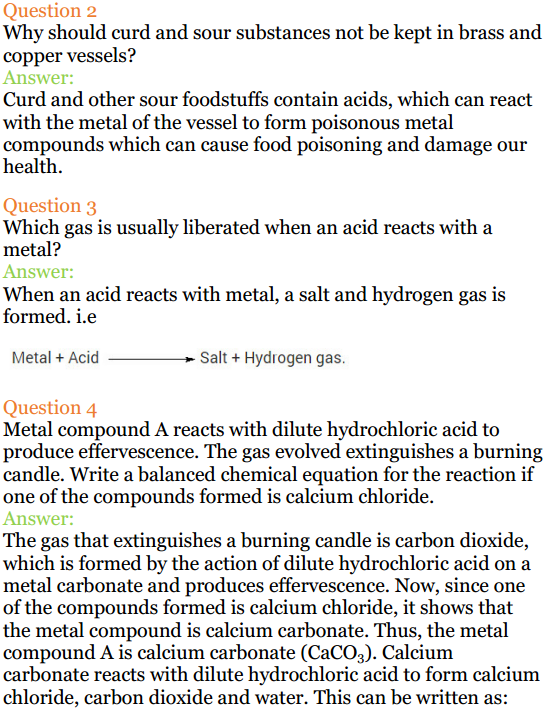 Question 2
Why should curd and sour substances not be kept in brass and
copper vessels?
Answer:
Curd and other sour foodstuffs contain acids, which can react
with the metal of the vessel to form poisonous metal
compounds which can cause food poisoning and damage our
health.
Question 3
Which gas is usually liberated when an acid reacts with a
metal?
Answer:
When an acid reacts with metal, a salt and hydrogen gas is
formed. i.e
Metal + Acid ⟶ Salt + Hydrogen gas.
Question 4
Metal compound A reacts with dilute hydrochloric acid to
produce effervescence. The gas evolved extinguishes a burning
candle. Write a balanced chemical equation for the reaction if
one of the compounds formed is calcium chloride.
Answer:
The gas that extinguishes a burning candle is carbon dioxide,
which is formed by the action of dilute hydrochloric acid on a
metal carbonate and produces effervescence. Now, since one
of the compounds formed is calcium chloride, it shows that
the metal compound is calcium carbonate. Thus, the metal
compound A is calcium carbonate (CaCO₃). Calcium
carbonate reacts with dilute hydrochloric acid to form calcium
chloride, carbon dioxide and water. This can be written as: